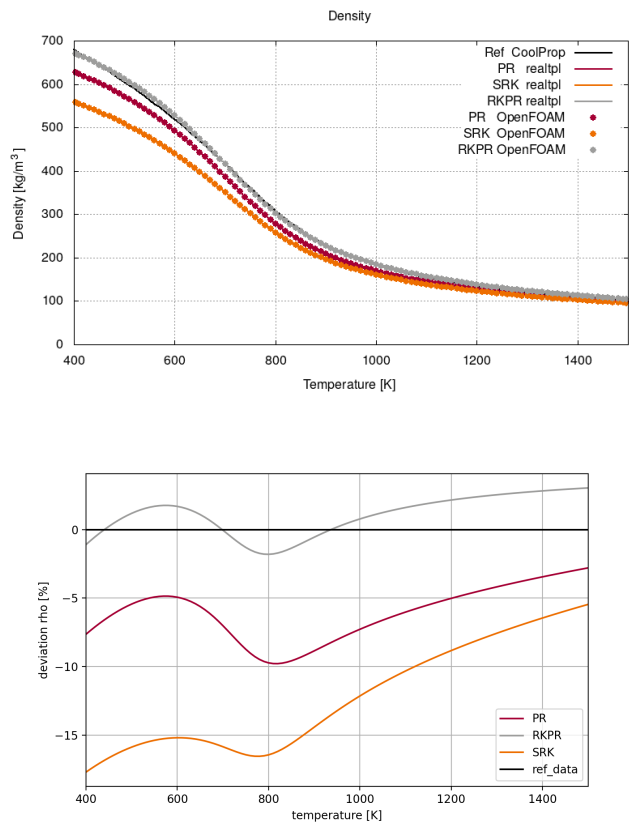 Density
700
600
500
400
300
200
100
0
Density [kg/m³]
Ref CoolProp
PR realtpl
SRK realtpl
RKPR realtpl
PR OpenFOAM
SRK OpenFOAM
RKPR OpenFOAM
400 600 800 1000 1200 1400
Temperature [K]
0
−5
−10
−15
deviation rho [%]
PR
RKPR
SRK
ref_data
400 600 800 1000 1200 1400
temperature [K]